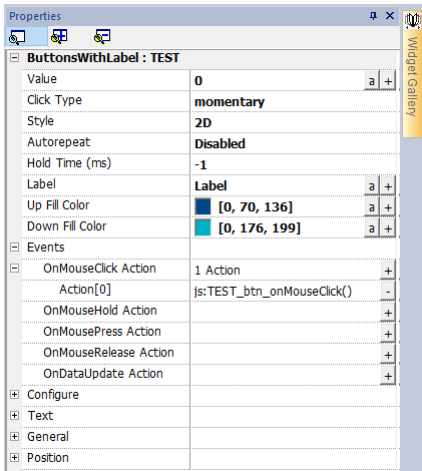 Properties
Widget Gallery
ButtonsWithLabel : TEST
Value 0 a +
Click Type momentary
Style 2D
Autorepeat Disabled
Hold Time (ms) -1
Label Label a +
Up Fill Color [0, 70, 136] a +
Down Fill Color [0, 176, 199] a +
Events
OnMouseClick Action 1 Action +
Action[0] js:TEST_btn_onMouseClick() -
OnMouseHold Action +
OnMousePress Action +
OnMouseRelease Action +
OnDataUpdate Action +
Configure
Text
General
Position